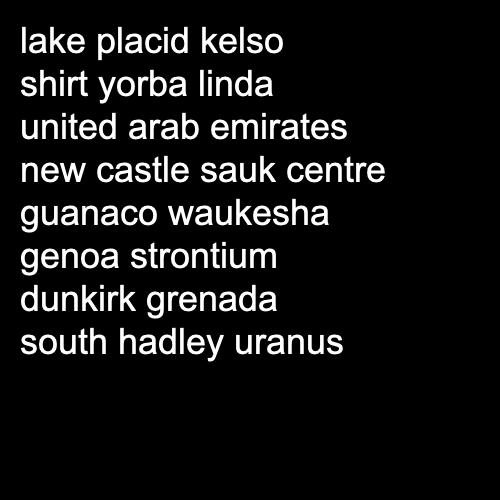 lake placid kelso
shirt yorba linda
united arab emirates
new castle sauk centre
guanaco waukesha
genoa strontium
dunkirk grenada
south hadley uranus